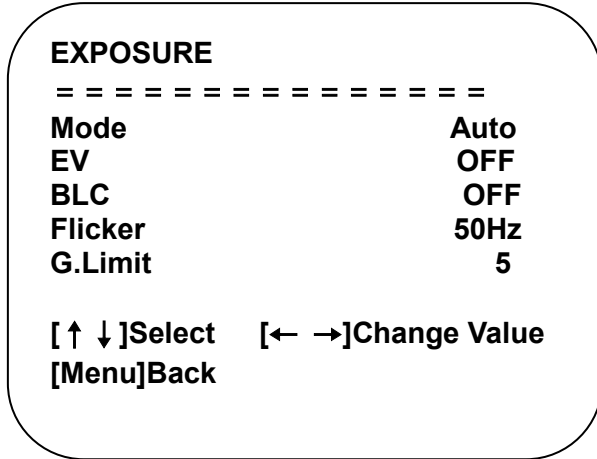 EXPOSURE
= = = = = = = = = = = = = = =
Mode Auto
EV OFF
BLC OFF
Flicker 50Hz
G.Limit 5
[↑ ↓]Select [← →]Change Value
[Menu]Back